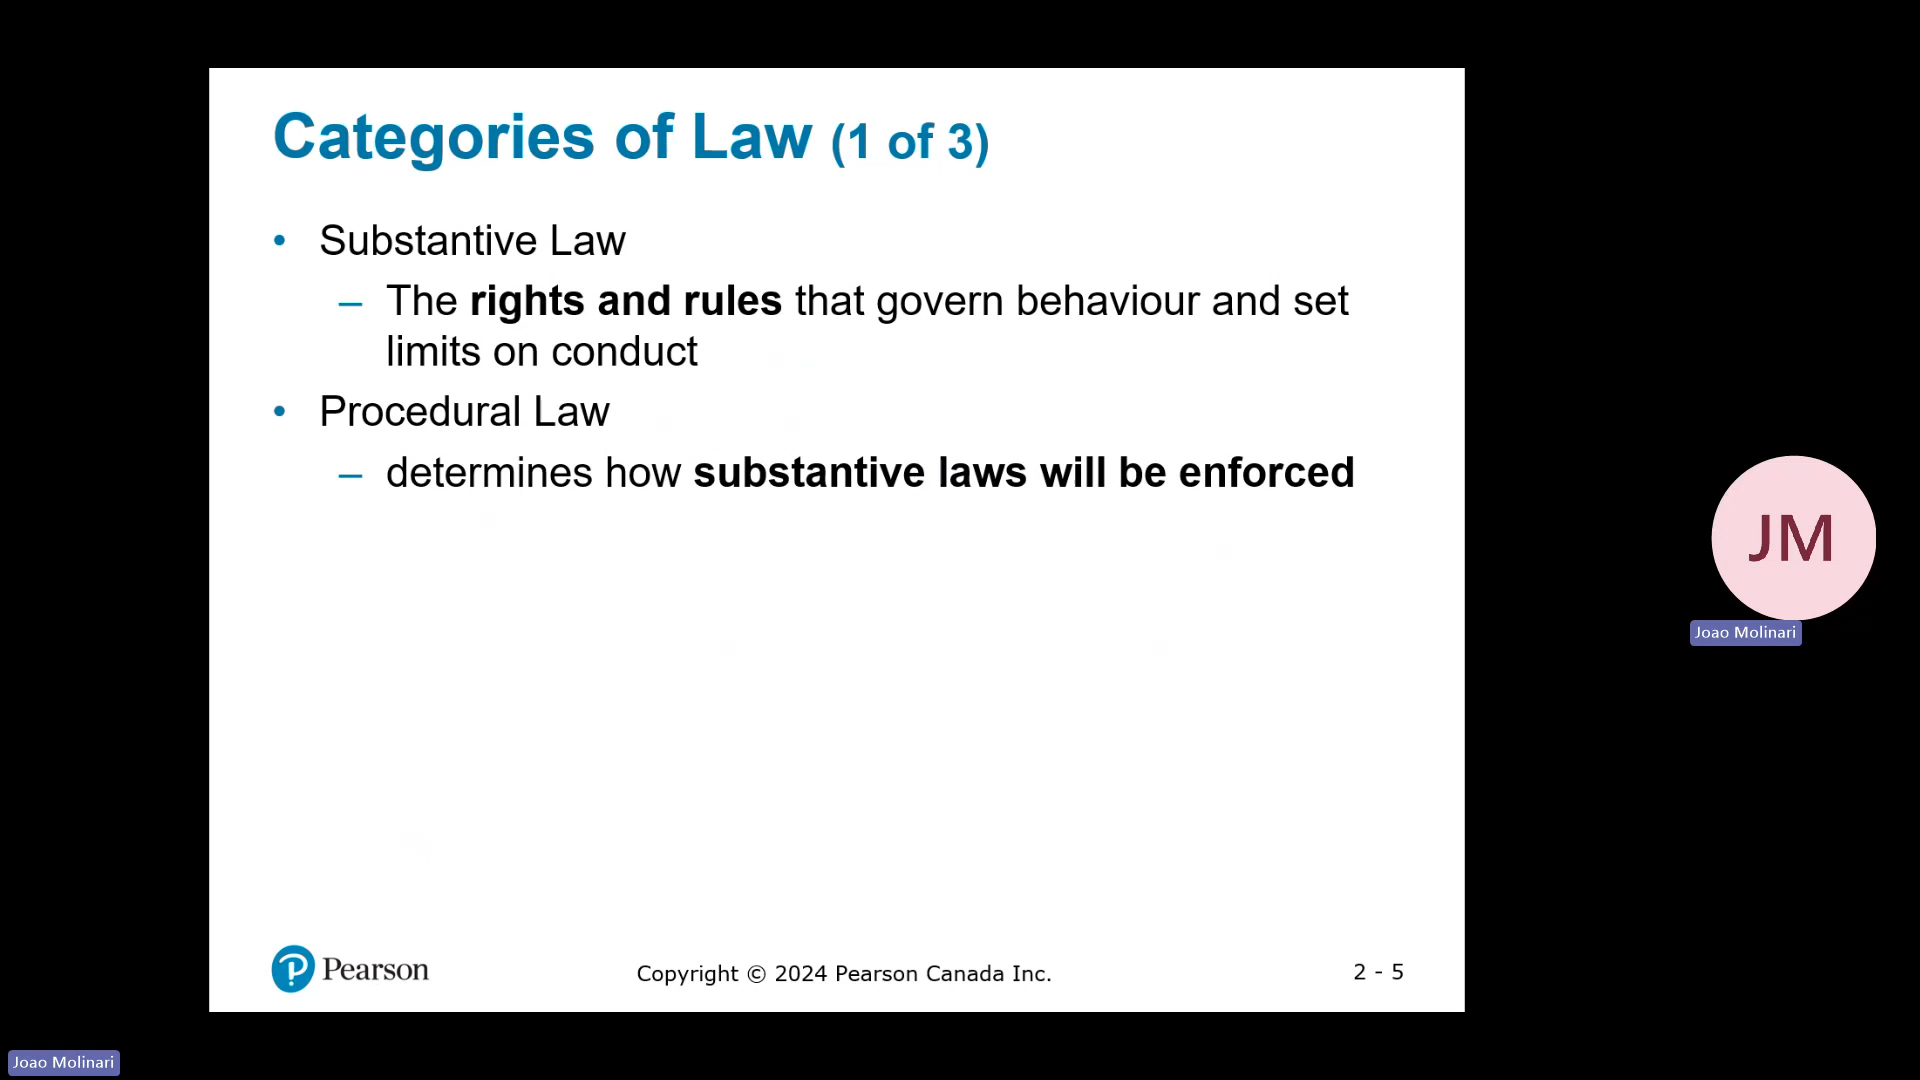 Categories of Law (1 of 3)
• Substantive Law
– The rights and rules that govern behaviour and set
limits on conduct
• Procedural Law
– determines how substantive laws will be enforced
JM
Joao Molinari
Pearson
Copyright © 2024 Pearson Canada Inc.
2 - 5
Joao Molinari